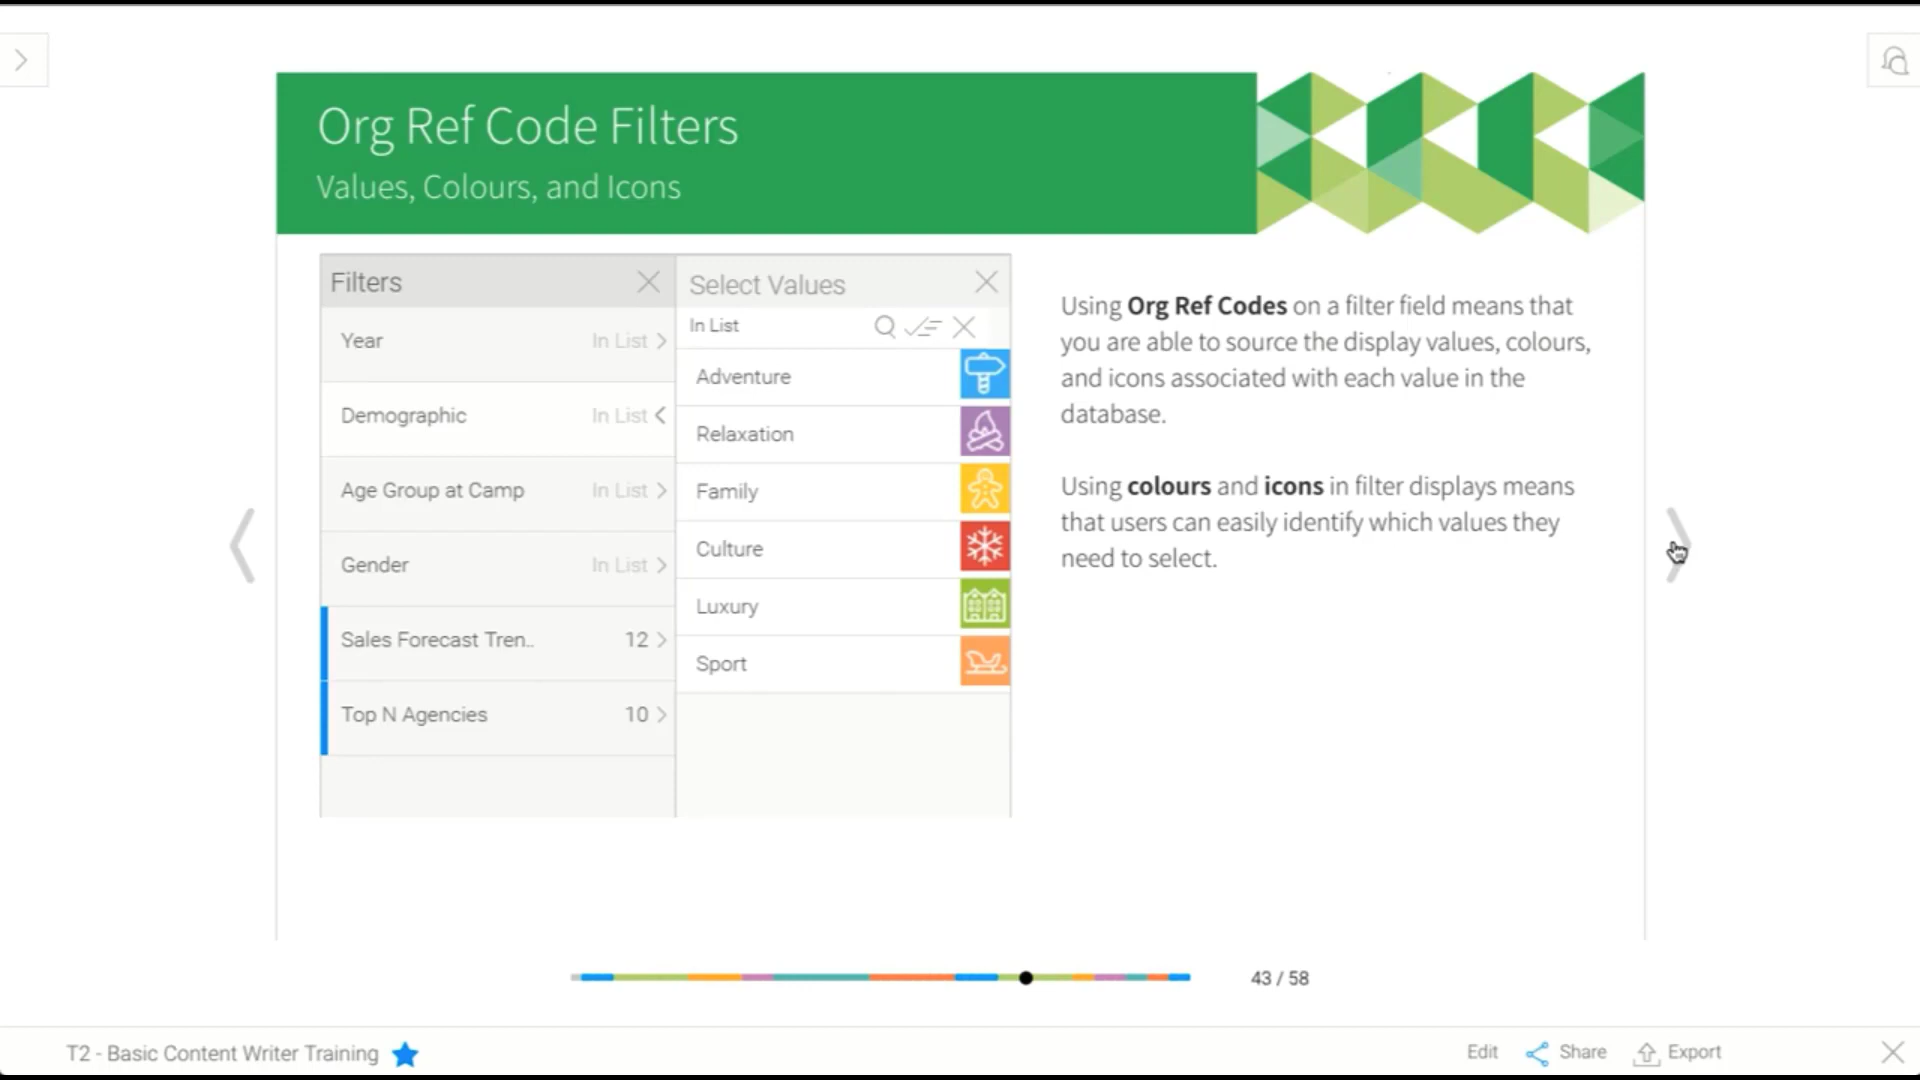 Org Ref Code Filters
Values, Colours, and Icons
Filters
Year In List
Demographic In List
Age Group at Camp In List
Gender In List
Sales Forecast Tren.. 12
Top N Agencies 10
Select Values
In List
Adventure
Relaxation
Family
Culture
Luxury
Sport
Using Org Ref Codes on a filter field means that
you are able to source the display values, colours,
and icons associated with each value in the
database.
Using colours and icons in filter displays means
that users can easily identify which values they
need to select.
43 / 58
T2 - Basic Content Writer Training
Edit Share Export